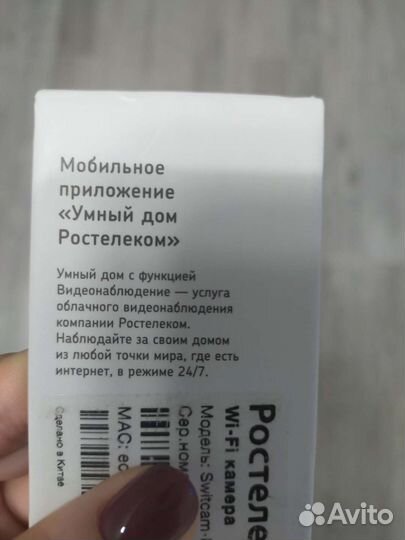 Мобильное
приложение
«Умный дом
Ростелеком»
Умный дом с функцией
Видеонаблюдение — услуга
облачного видеонаблюдения
компании Ростелеком.
Наблюдайте за своим домом
из любой точки мира, где есть
интернет, в режиме 24/7.
Wi-Fi камера
Модель:
MAC:
Сделано в Китае
Avito